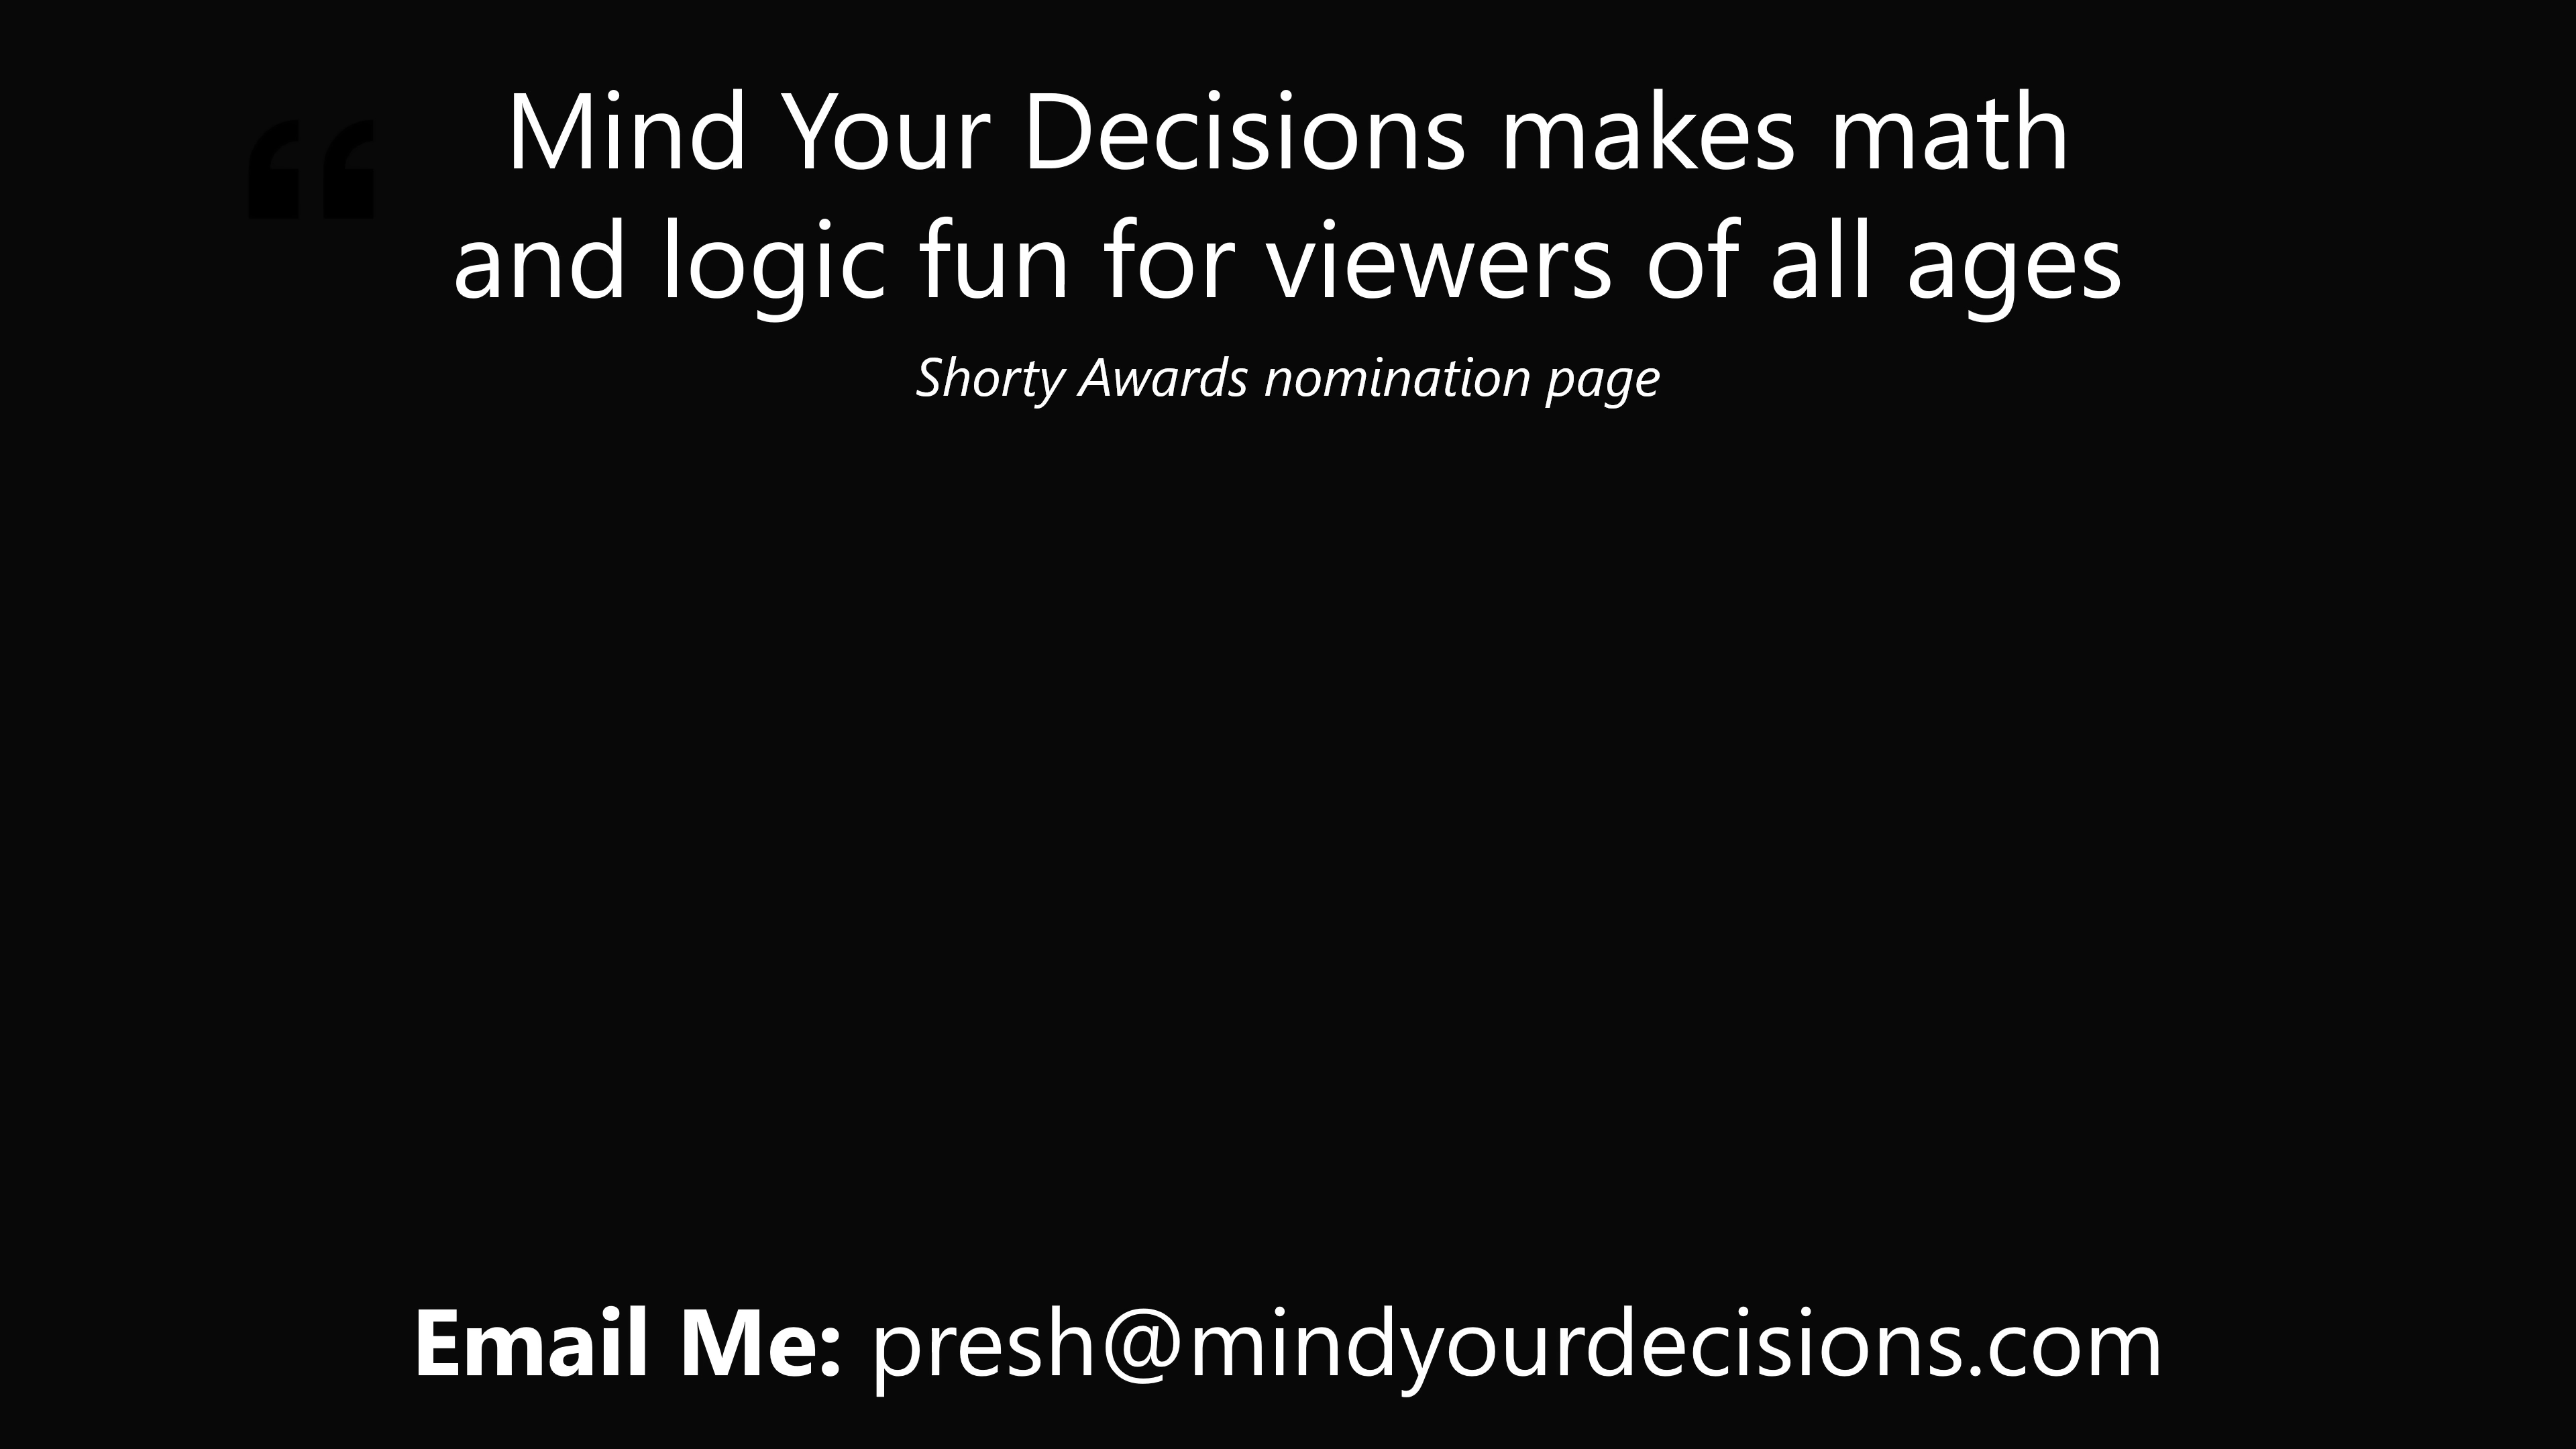 “
Mind Your Decisions makes math
and logic fun for viewers of all ages
Shorty Awards nomination page
Email Me: presh@mindyourdecisions.com